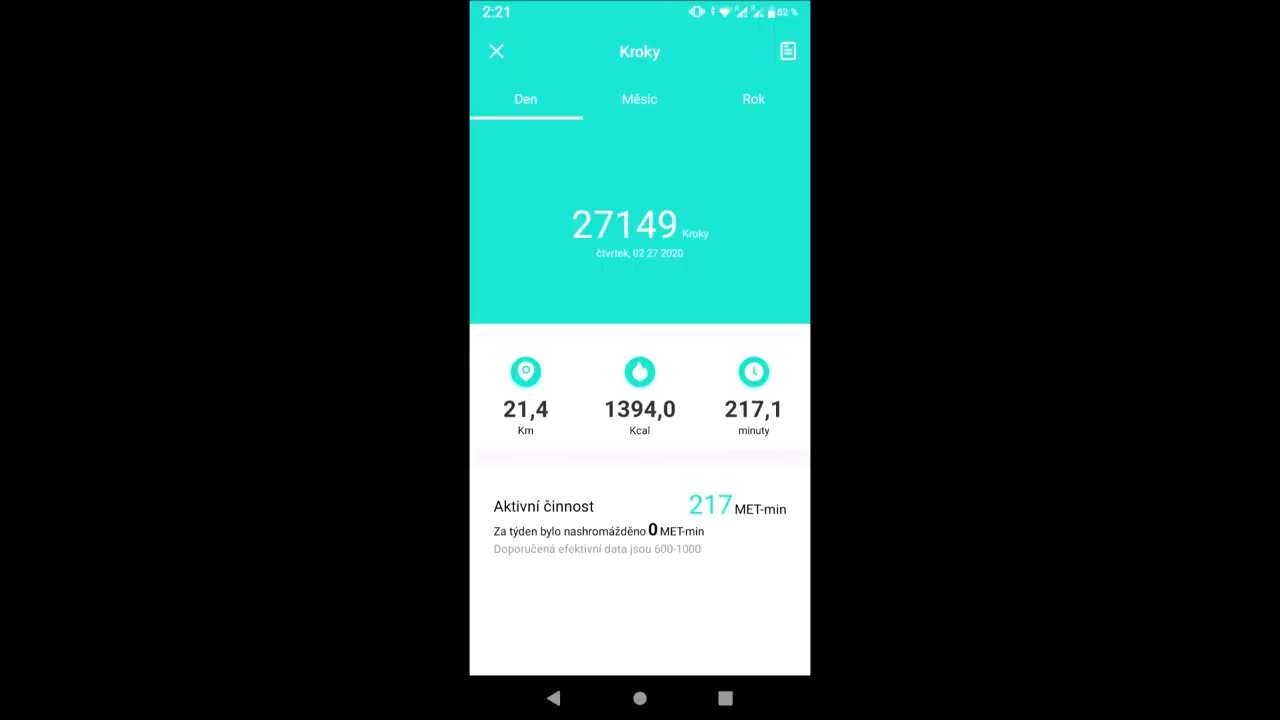 2:21
62 %
Kroky
Den
Měsíc
Rok
27149 Kroky
čtvrtek, 02 27 2020
21,4
1394,0
217,1
Km
Kcal
minuty
Aktivní činnost
217 MET-min
Za týden bylo nashromážděno 0 MET-min
Doporučená efektivní data jsou 600-1000